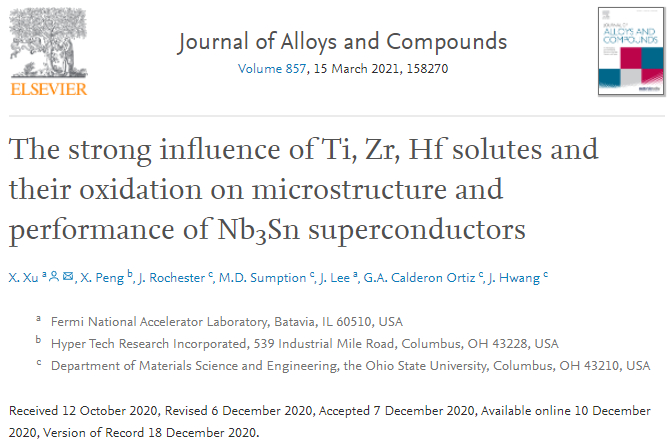 ELSEVIER
Journal of Alloys and Compounds
Volume 857, 15 March 2021, 158270
JOURNAL OF
ALLOYS AND
COMPOUNDS
The strong influence of Ti, Zr, Hf solutes and
their oxidation on microstructure and
performance of Nb₃Sn superconductors
X. Xu ᵃ, X. Peng ᵇ, J. Rochester ᶜ, M.D. Sumption ᶜ, J. Lee ᵃ, G.A. Calderon Ortiz ᶜ, J. Hwang ᶜ
ᵃ Fermi National Accelerator Laboratory, Batavia, IL 60510, USA
ᵇ Hyper Tech Research Incorporated, 539 Industrial Mile Road, Columbus, OH 43228, USA
ᶜ Department of Materials Science and Engineering, the Ohio State University, Columbus, OH 43210, USA
Received 12 October 2020, Revised 6 December 2020, Accepted 7 December 2020, Available online 10 December
2020, Version of Record 18 December 2020.